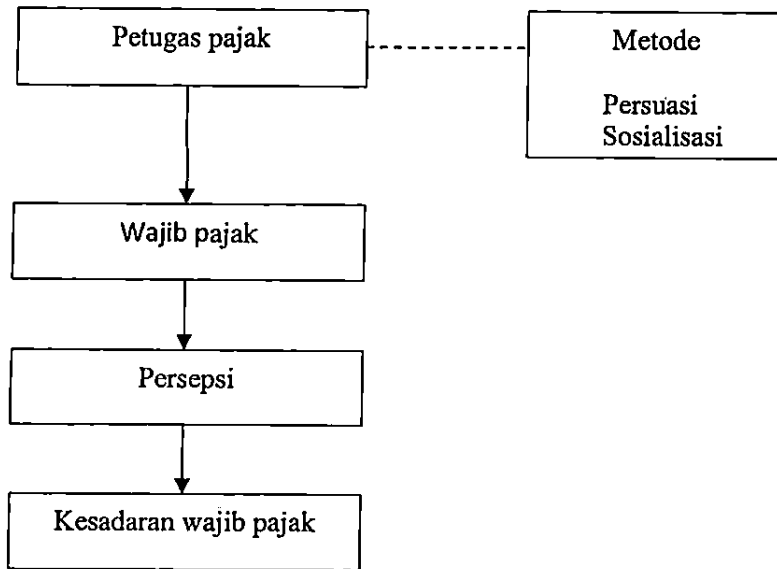 Petugas pajak
Metode
Persuasi
Sosialisasi
Wajib pajak
Persepsi
Kesadaran wajib pajak